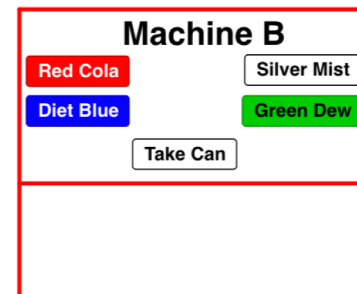 Machine B
Red Cola Silver Mist
Diet Blue Green Dew
Take Can